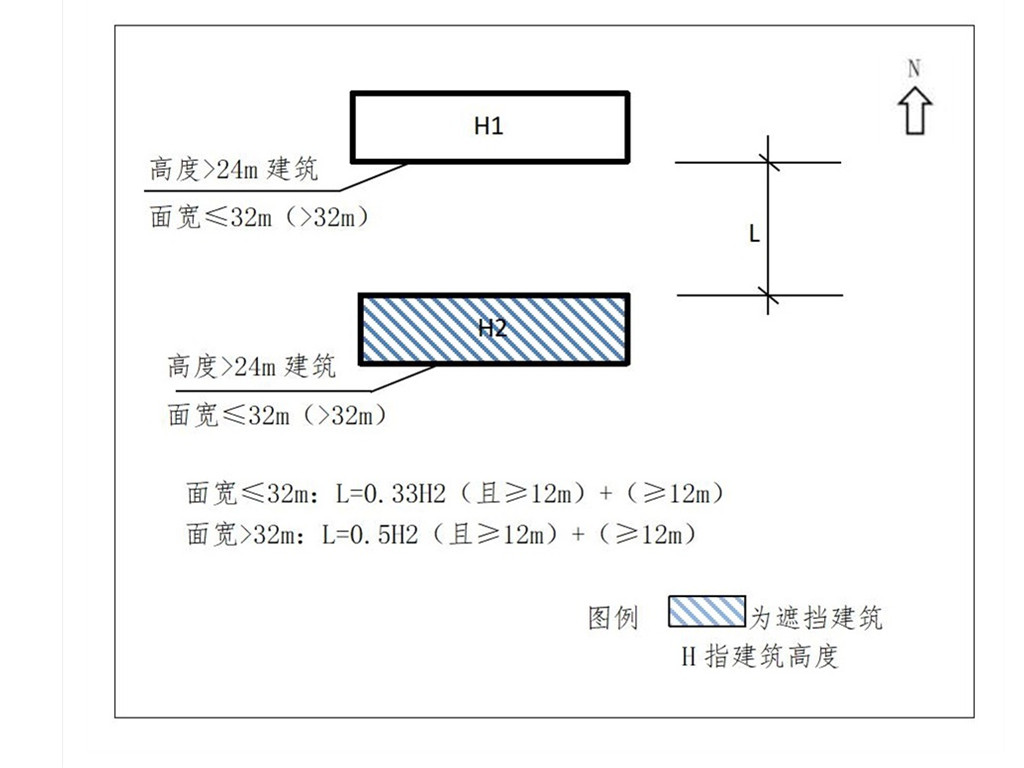 N
H1
高度>24m 建筑
面宽≤32m（>32m）
L
H2
高度>24m 建筑
面宽≤32m（>32m）
面宽≤32m：L=0.33H2（且≥12m）+（≥12m）
面宽>32m：L=0.5H2（且≥12m）+（≥12m）
图例 为遮挡建筑
H 指建筑高度